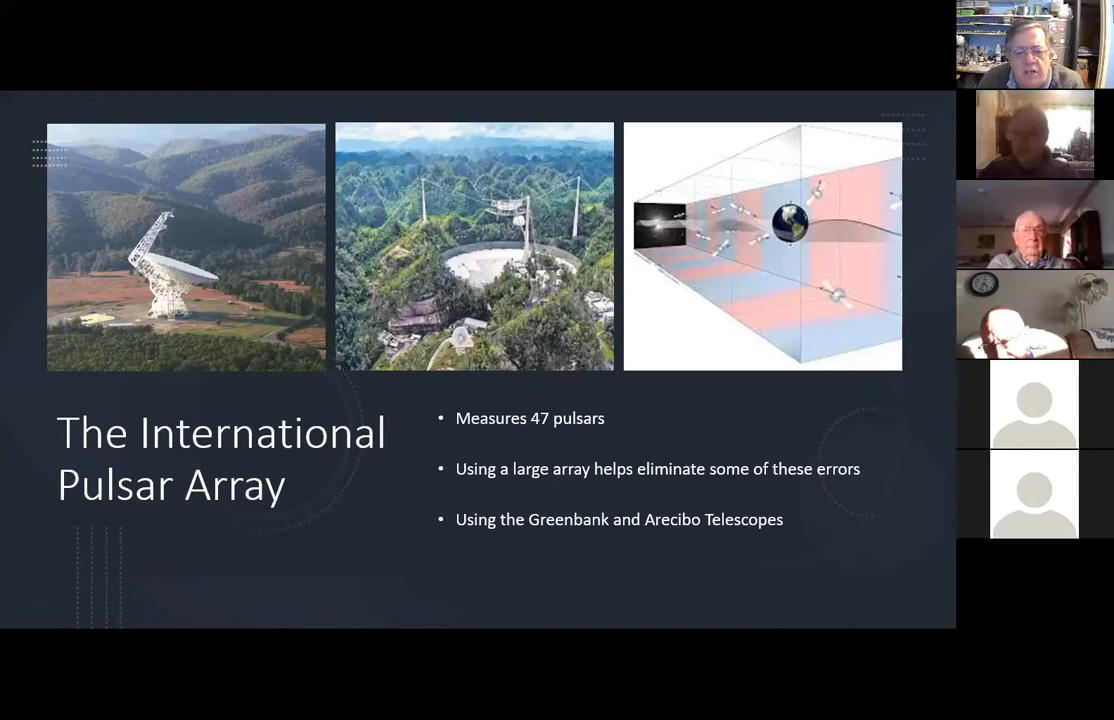 The International
Pulsar Array
• Measures 47 pulsars
• Using a large array helps eliminate some of these errors
• Using the Greenbank and Arecibo Telescopes